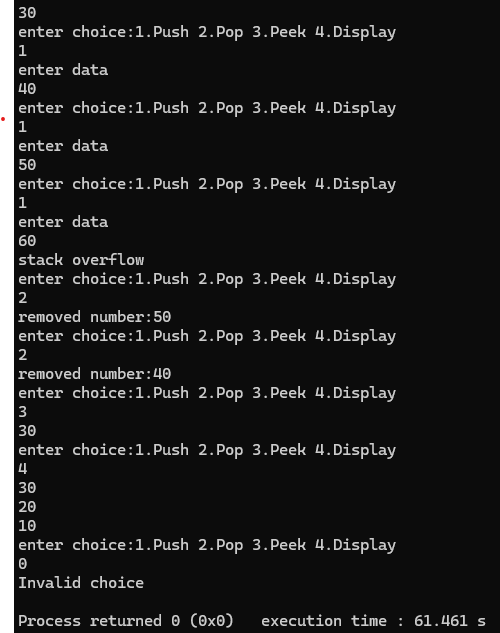 30
enter choice:1.Push 2.Pop 3.Peek 4.Display
1
enter data
40
enter choice:1.Push 2.Pop 3.Peek 4.Display
1
enter data
50
enter choice:1.Push 2.Pop 3.Peek 4.Display
1
enter data
60
stack overflow
enter choice:1.Push 2.Pop 3.Peek 4.Display
2
removed number:50
enter choice:1.Push 2.Pop 3.Peek 4.Display
2
removed number:40
enter choice:1.Push 2.Pop 3.Peek 4.Display
3
30
enter choice:1.Push 2.Pop 3.Peek 4.Display
4
30
20
10
enter choice:1.Push 2.Pop 3.Peek 4.Display
0
Invalid choice

Process returned 0 (0x0)   execution time : 61.461 s